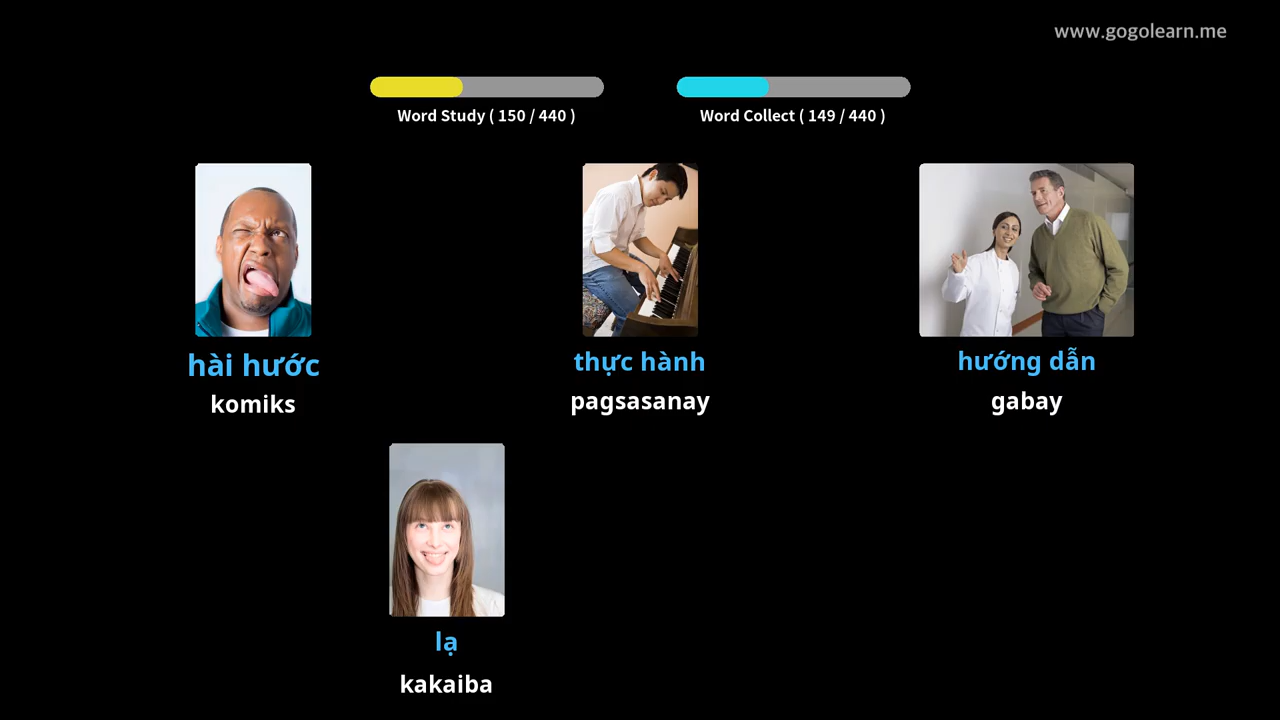 www.gogolearn.me
Word Study ( 150 / 440 )
Word Collect ( 149 / 440 )
hài hước
komiks
thực hành
pagsasanay
hướng dẫn
gabay
lạ
kakaiba